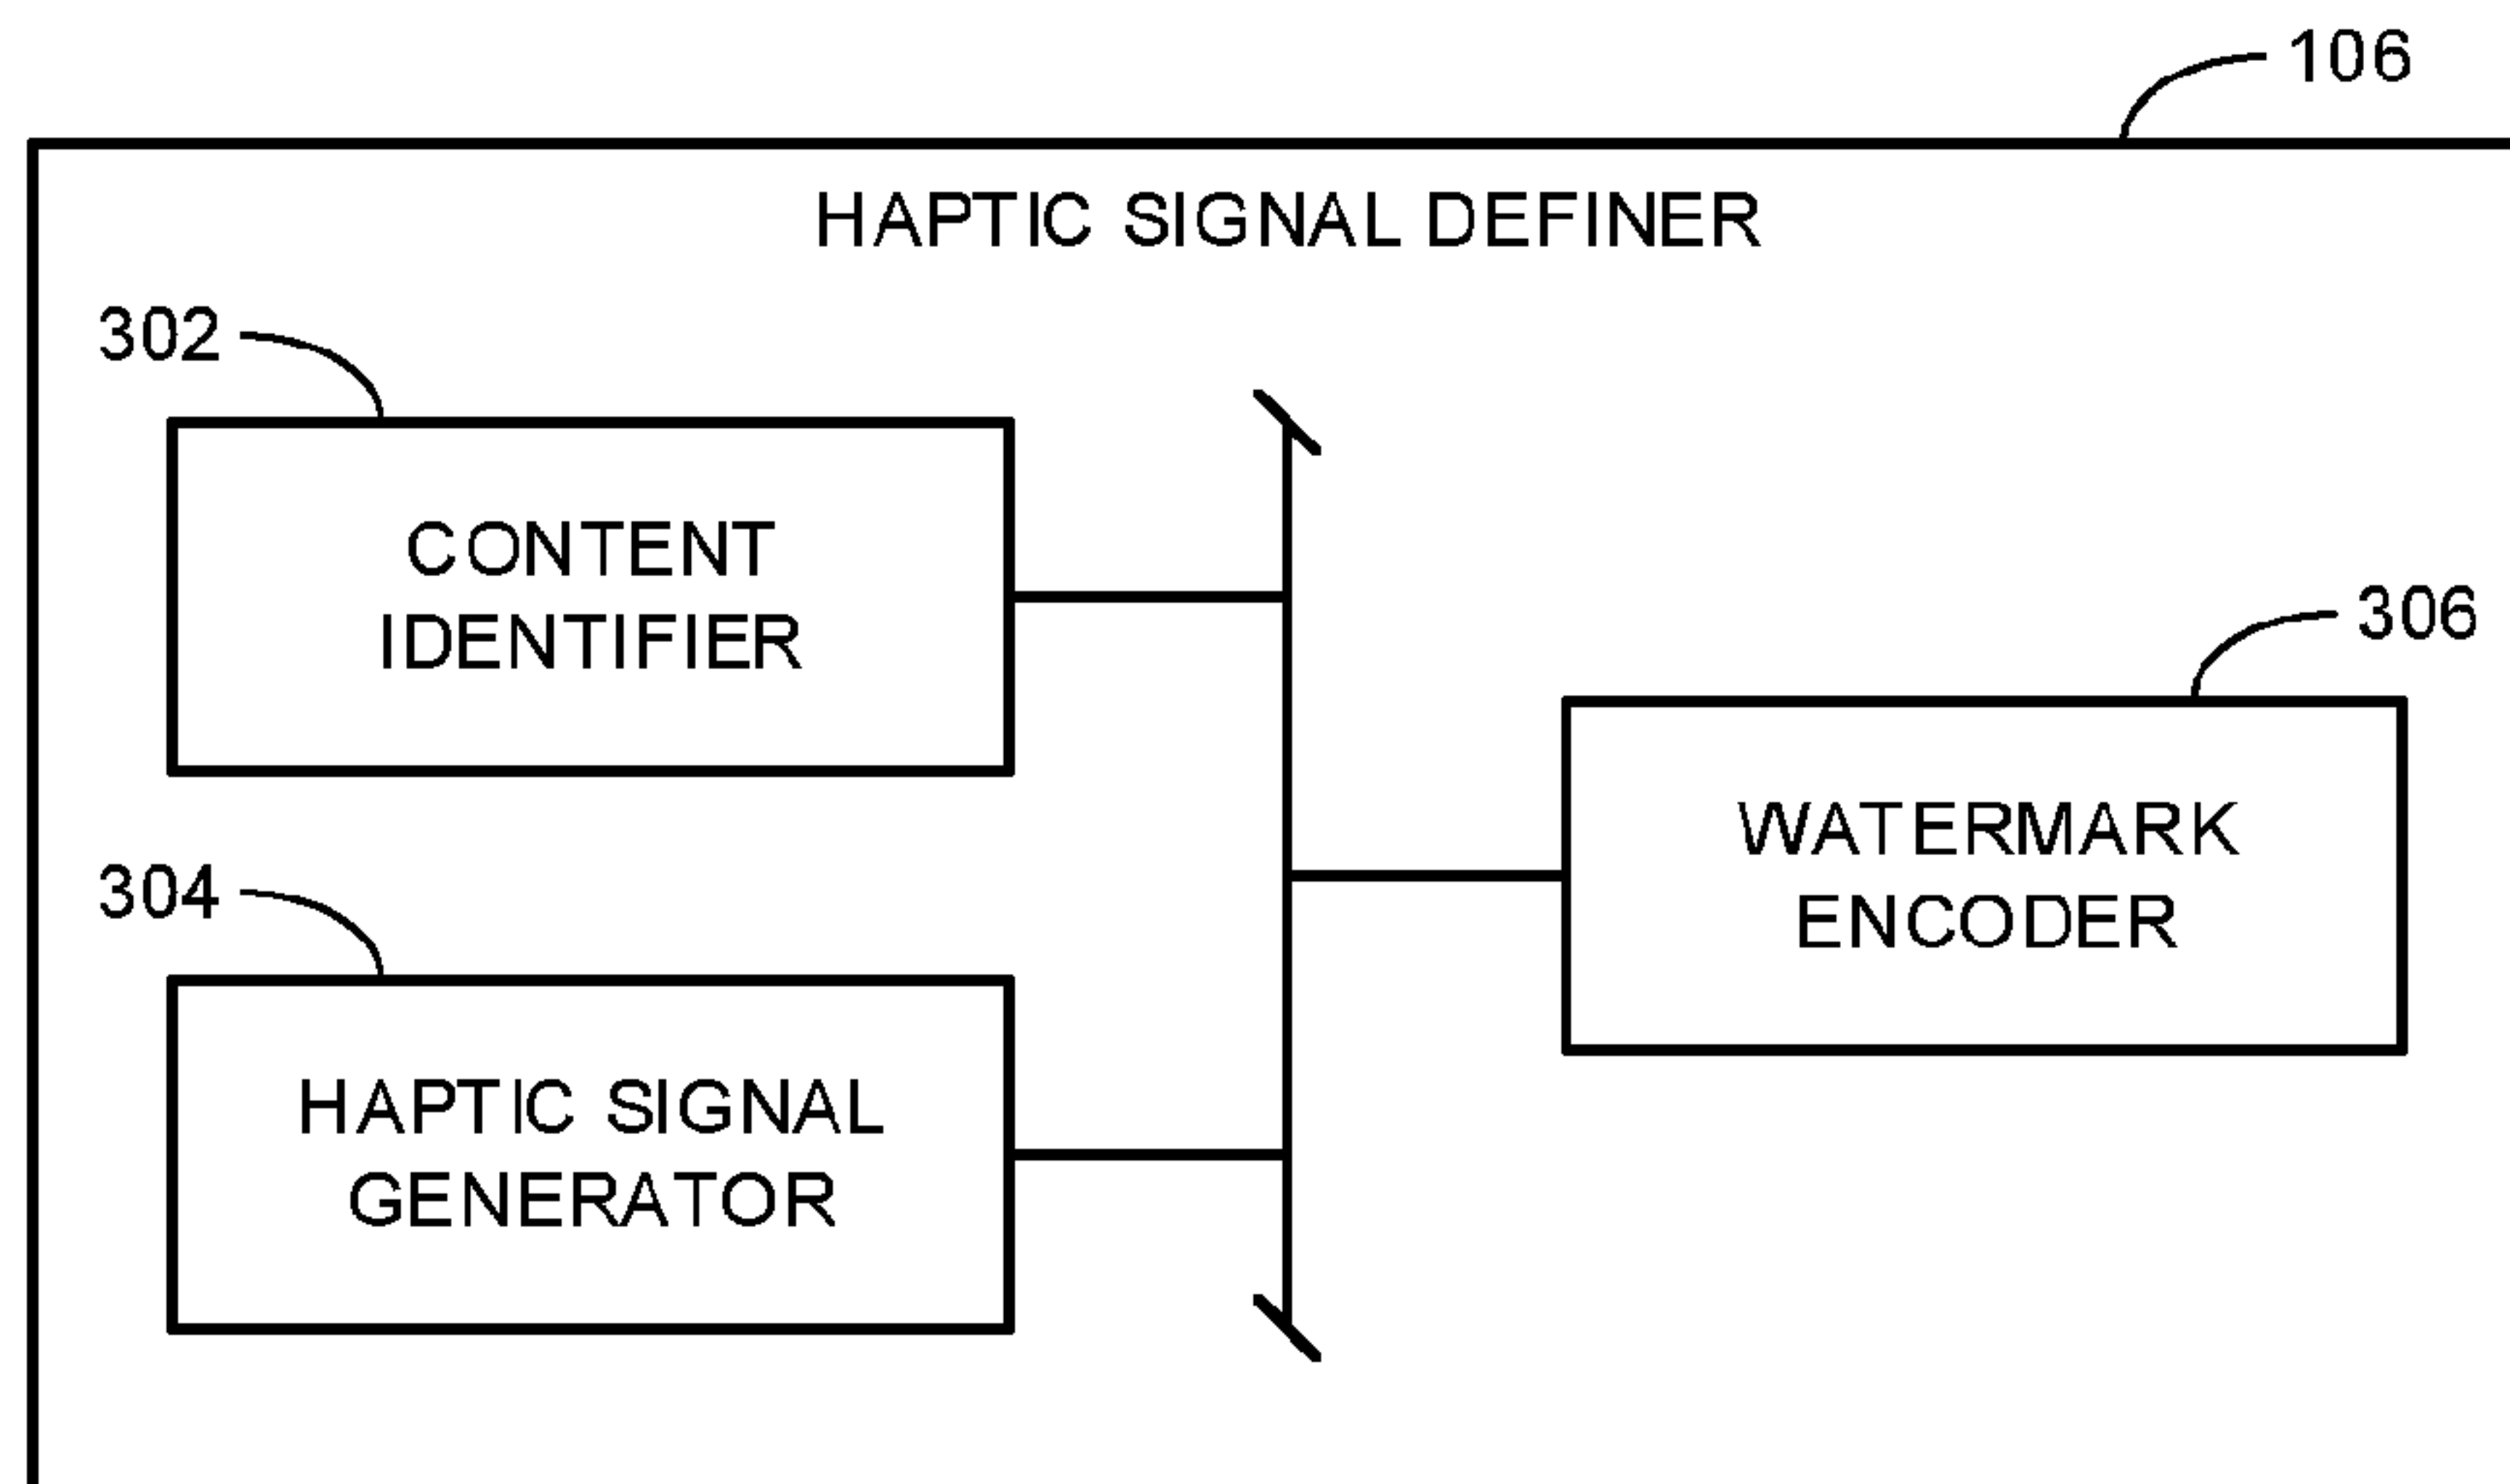 106
HAPTIC SIGNAL DEFINER
302
CONTENT
IDENTIFIER
306
WATERMARK
ENCODER
304
HAPTIC SIGNAL
GENERATOR